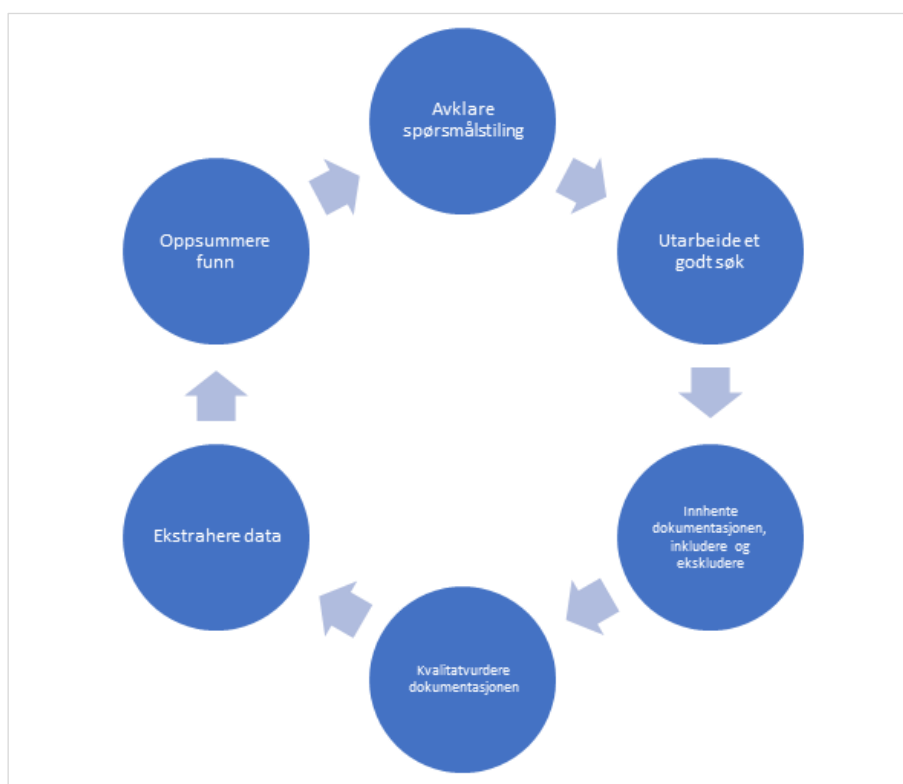 Avklare
spørsmålstiling
Utarbeide et
godt søk
Innhente
dokumentasjonen,
inkludere og
ekskludere
Kvalitatvurdere
dokumentasjonen
Ekstrahere data
Oppsummere
funn